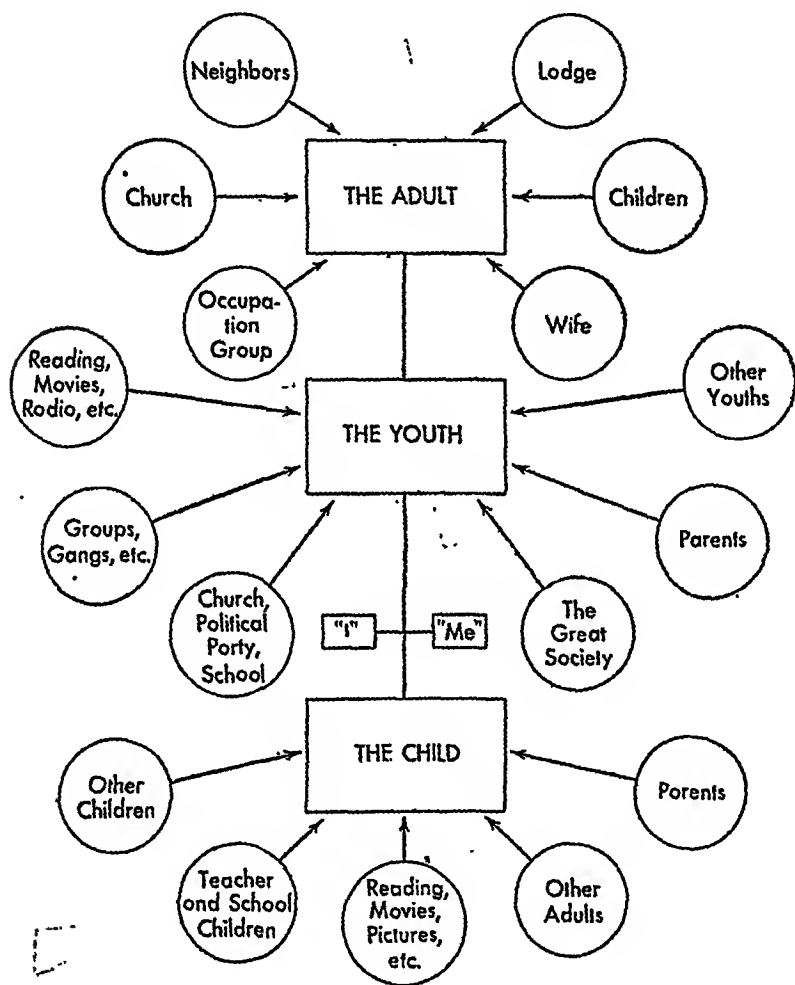 Neighbors
Lodge
Church
THE ADULT
Children
Occupa-
tion
Group
Wife
Reading,
Movies,
Rodio, etc.
Other
Youths
THE YOUTH
Groups,
Gangs, etc.
Parents
Church,
Political
Porty,
School
"I"
"Me"
The
Great
Society
THE CHILD
Other
Children
Porents
Teacher
ond School
Children
Reading,
Movies,
Pictures,
etc.
Other
Adults